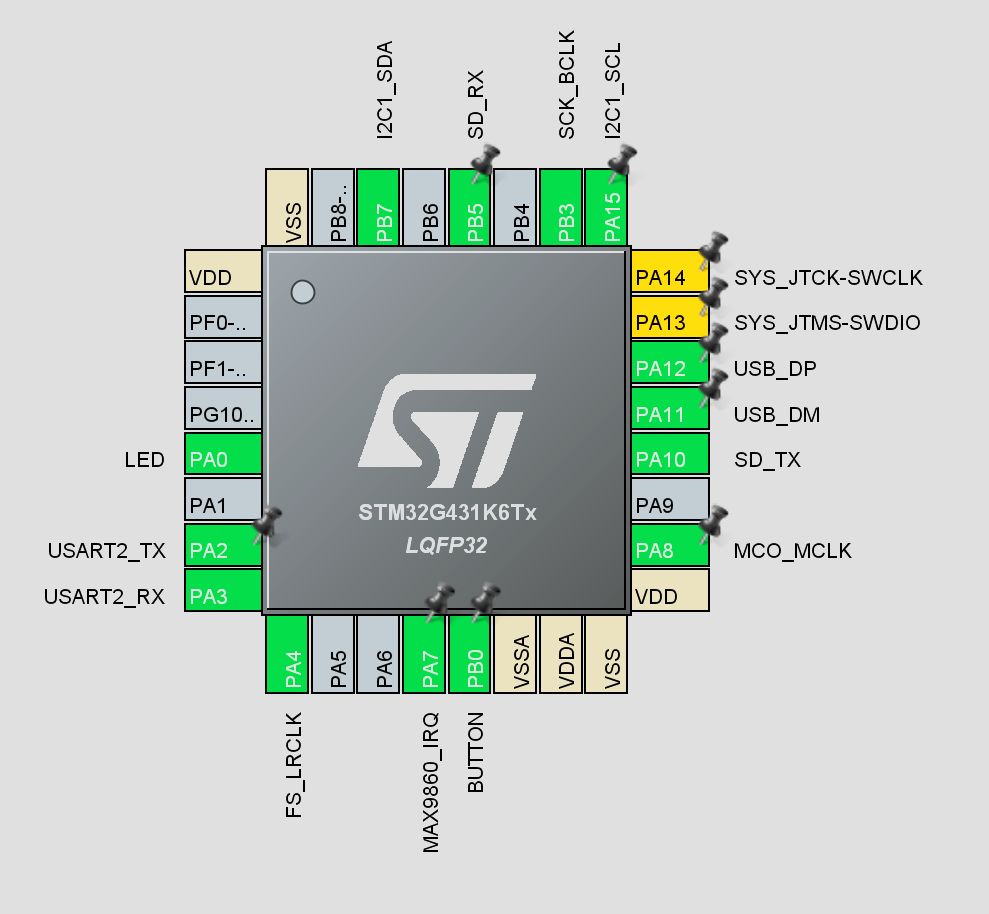 I2C1_SDA
SD_RX
SCK_BCLK
I2C1_SCL
VSS
PB8-..
PB7
PB6
PB5
PB4
PB3
PA15
VDD
PF0-..
PF1-..
PG10..
LED
PA0
PA1
USART2_TX
PA2
USART2_RX
PA3
ST
STM32G431K6Tx
LQFP32
PA14
SYS_JTCK-SWCLK
PA13
SYS_JTMS-SWDIO
PA12
USB_DP
PA11
USB_DM
PA10
SD_TX
PA9
PA8
MCO_MCLK
VDD
PA4
PA5
PA6
PA7
PB0
VSSA
VDDA
VSS
FS_LRCLK
MAX9860_IRQ
BUTTON